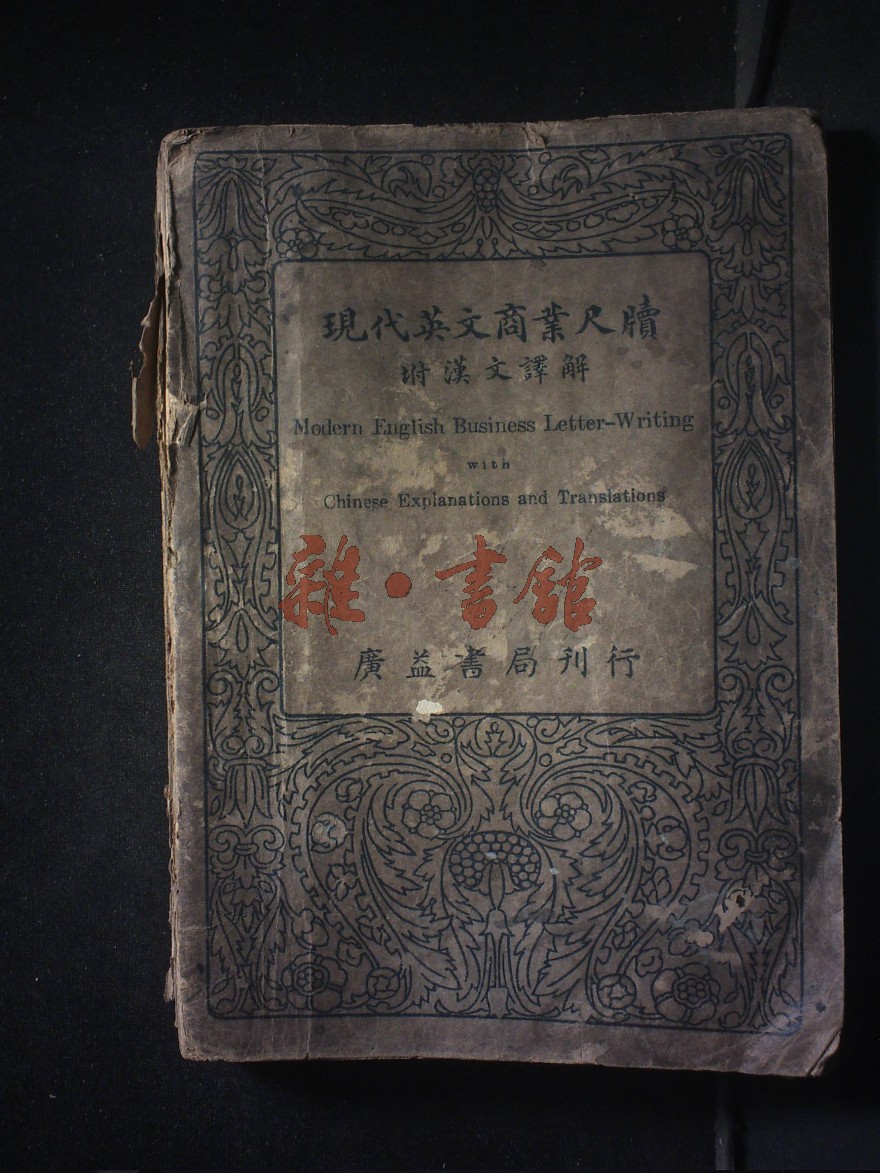 現代英文商業尺牘
坿漢文譯解
Modern English Business Letter-Writing
with
Chinese Explanations and Translations
雜·書館
廣益書局刊行